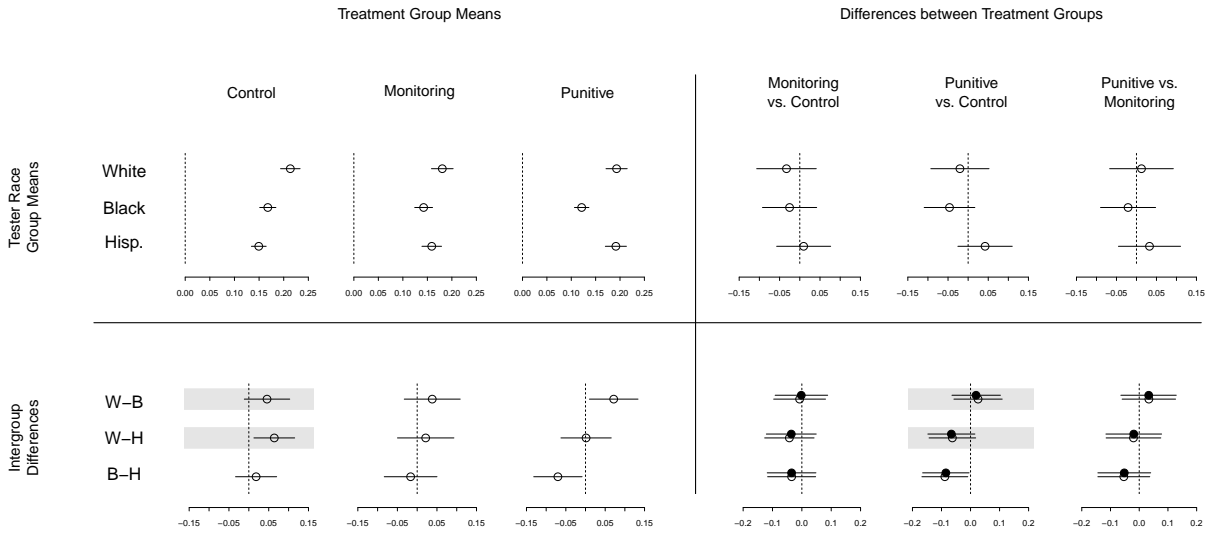 Treatment Group Means
Differences between Treatment Groups
Control
Monitoring
Punitive
Monitoring
vs. Control
Punitive
vs. Control
Punitive vs.
Monitoring
Tester Race
Group Means
White
Black
Hisp.
0.00 0.05 0.10 0.15 0.20 0.25
0.00 0.05 0.10 0.15 0.20 0.25
0.00 0.05 0.10 0.15 0.20 0.25
−0.15 −0.05 0.05 0.15
−0.15 −0.05 0.05 0.15
−0.15 −0.05 0.05 0.15
Intergroup
Differences
W−B
W−H
B−H
−0.15 −0.05 0.05 0.15
−0.15 −0.05 0.05 0.15
−0.15 −0.05 0.05 0.15
−0.2 −0.1 0.0 0.1 0.2
−0.2 −0.1 0.0 0.1 0.2
−0.2 −0.1 0.0 0.1 0.2